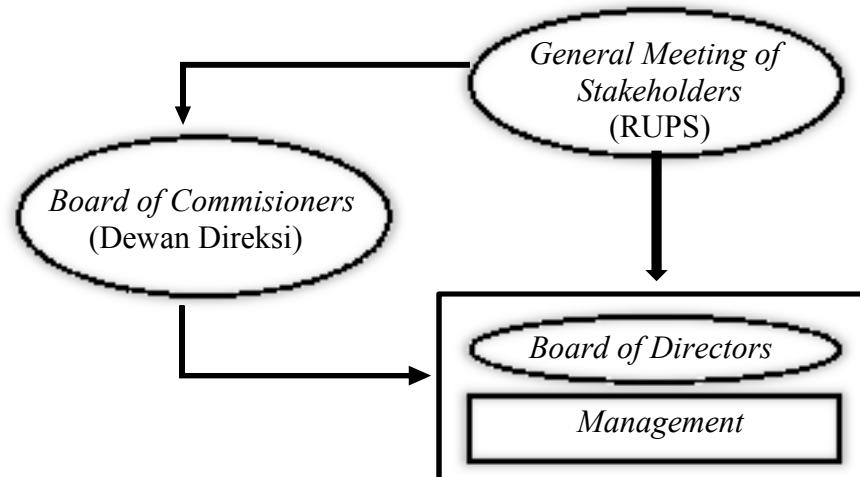 General Meeting of
Stakeholders
(RUPS)
Board of Commisioners
(Dewan Direksi)
Board of Directors
Management